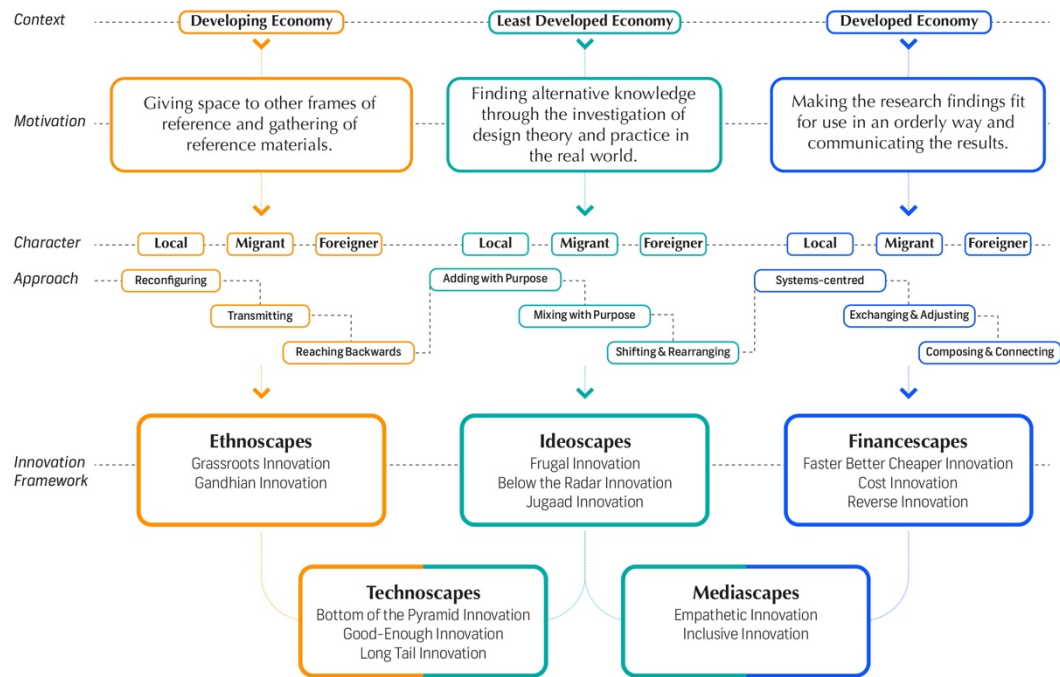 Context
Developing Economy
Least Developed Economy
Developed Economy
Motivation
Giving space to other frames of
reference and gathering of
reference materials.
Finding alternative knowledge
through the investigation of
design theory and practice in
the real world.
Making the research findings fit
for use in an orderly way and
communicating the results.
Character
Local
Migrant
Foreigner
Local
Migrant
Foreigner
Local
Migrant
Foreigner
Approach
Reconfiguring
Transmitting
Reaching Backwards
Adding with Purpose
Mixing with Purpose
Shifting & Rearranging
Systems-centred
Exchanging & Adjusting
Composing & Connecting
Innovation
Framework
Ethnoscapes
Grassroots Innovation
Gandhian Innovation
Ideoscapes
Frugal Innovation
Below the Radar Innovation
Jugaad Innovation
Financescapes
Faster Better Cheaper Innovation
Cost Innovation
Reverse Innovation
Technoscapes
Bottom of the Pyramid Innovation
Good-Enough Innovation
Long Tail Innovation
Mediascapes
Empathetic Innovation
Inclusive Innovation